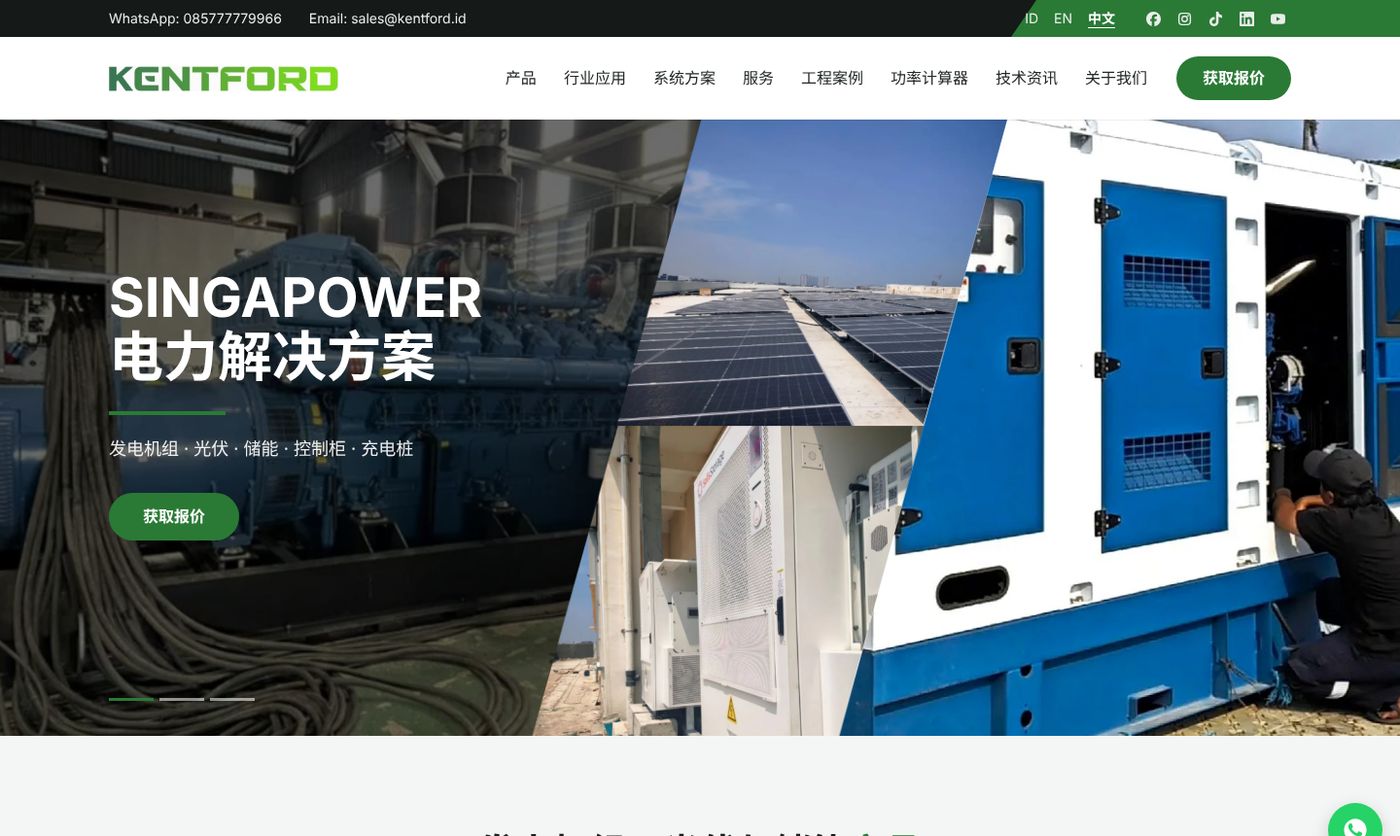 WhatsApp: 085777779966 Email: sales@kentford.id ID EN 中文
KENTFORD 产品 行业应用 系统方案 服务 工程案例 功率计算器 技术资讯 关于我们 获取报价
SINGAPOWER
电力解决方案
发电机组 · 光伏 · 储能 · 控制柜 · 充电桩
获取报价